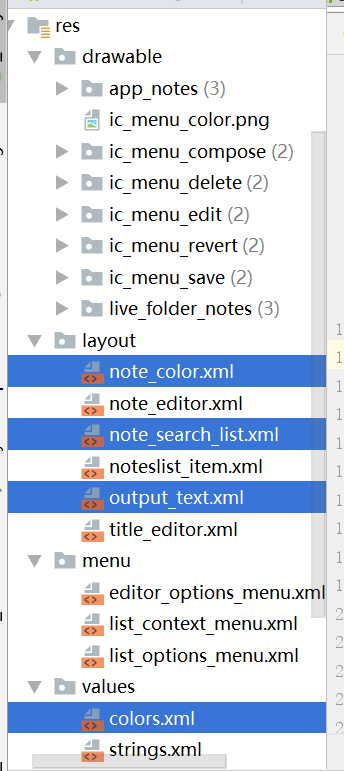 res
drawable
app_notes (3)
ic_menu_color.png
ic_menu_compose (2)
ic_menu_delete (2)
ic_menu_edit (2)
ic_menu_revert (2)
ic_menu_save (2)
live_folder_notes (3)
layout
note_color.xml
note_editor.xml
note_search_list.xml
noteslist_item.xml
output_text.xml
title_editor.xml
menu
editor_options_menu.xml
list_context_menu.xml
list_options_menu.xml
values
colors.xml
strings.xml